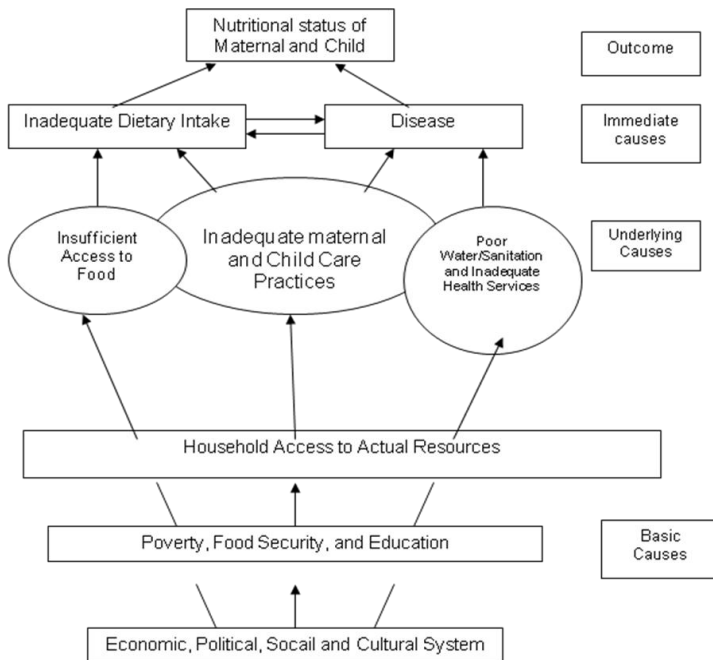 Nutritional status of
Maternal and Child
Outcome
Inadequate Dietary Intake
Disease
Immediate
causes
Insufficient
Access to
Food
Inadequate maternal
and Child Care
Practices
Poor
Water/Sanitation
and Inadequate
Health Services
Underlying
Causes
Household Access to Actual Resources
Poverty, Food Security, and Education
Basic
Causes
Economic, Political, Socail and Cultural System